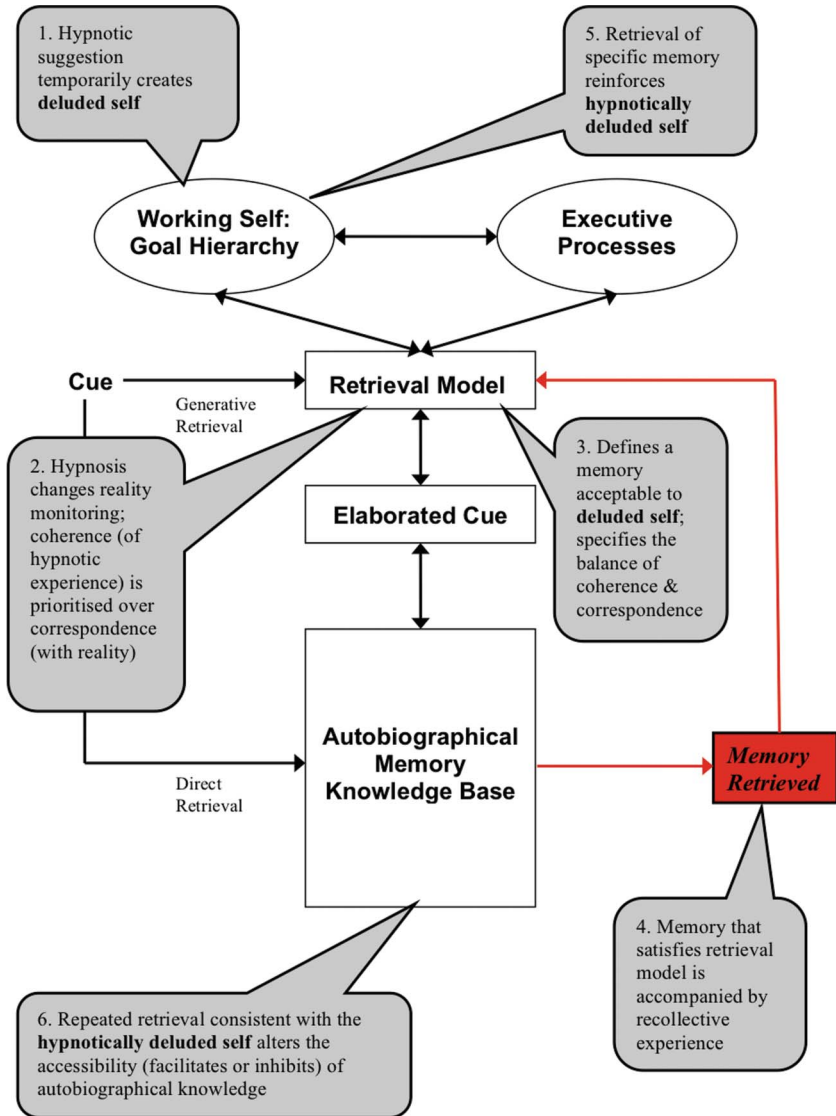 1. Hypnotic
suggestion
temporarily creates
deluded self
5. Retrieval of
specific memory
reinforces
hypnotically
deluded self
Working Self:
Goal Hierarchy
Executive
Processes
Cue
Generative
Retrieval
Retrieval Model
2. Hypnosis
changes reality
monitoring;
coherence (of
hypnotic
experience) is
prioritised over
correspondence
(with reality)
3. Defines a
memory
acceptable to
deluded self;
specifies the
balance of
coherence &
correspondence
Elaborated Cue
Autobiographical
Memory
Knowledge Base
Direct
Retrieval
Memory
Retrieved
4. Memory that
satisfies retrieval
model is
accompanied by
recollective
experience
6. Repeated retrieval consistent with the
hypnotically deluded self alters the
accessibility (facilitates or inhibits) of
autobiographical knowledge